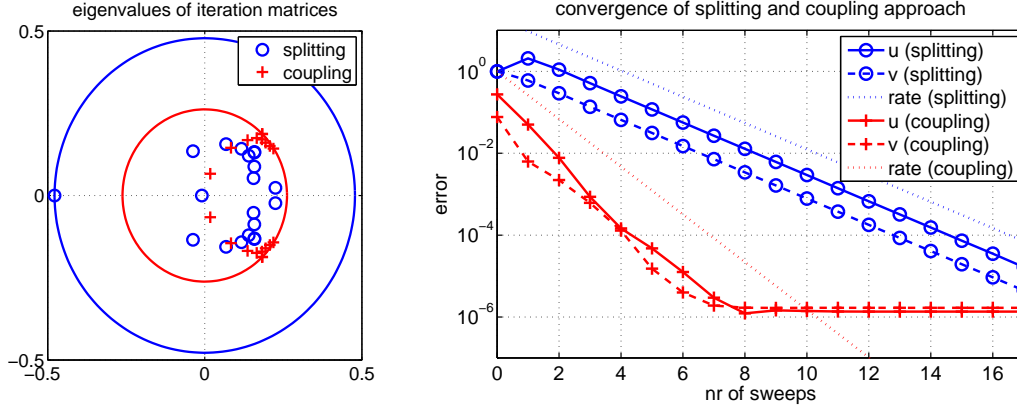 eigenvalues of iteration matrices
0.5
0
−0.5
−0.5
0
0.5
splitting
coupling
convergence of splitting and coupling approach
error
10^0
10^−2
10^−4
10^−6
0
2
4
6
8
10
12
14
16
nr of sweeps
u (splitting)
v (splitting)
rate (splitting)
u (coupling)
v (coupling)
rate (coupling)